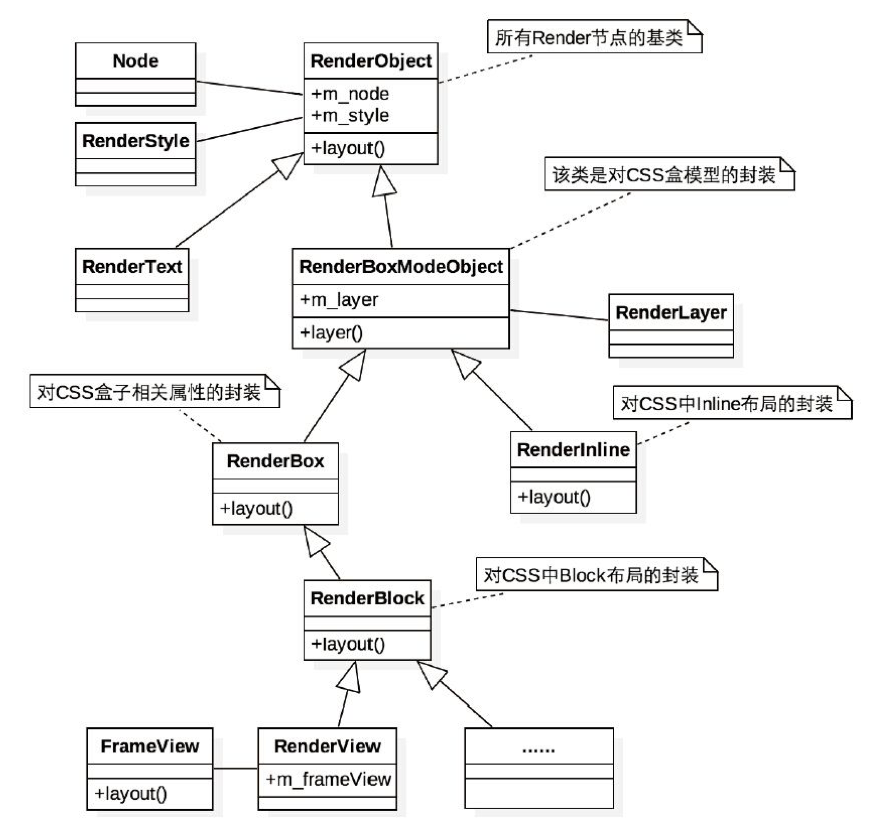 所有Render节点的基类
Node
RenderObject
+m_node
+m_style
+layout()
RenderStyle
该类是对CSS盒模型的封装
RenderText
RenderBoxModeObject
+m_layer
+layer()
RenderLayer
对CSS盒子相关属性的封装
对CSS中Inline布局的封装
RenderBox
+layout()
RenderInline
+layout()
对CSS中Block布局的封装
RenderBlock
+layout()
FrameView
+layout()
RenderView
+m_frameView
......